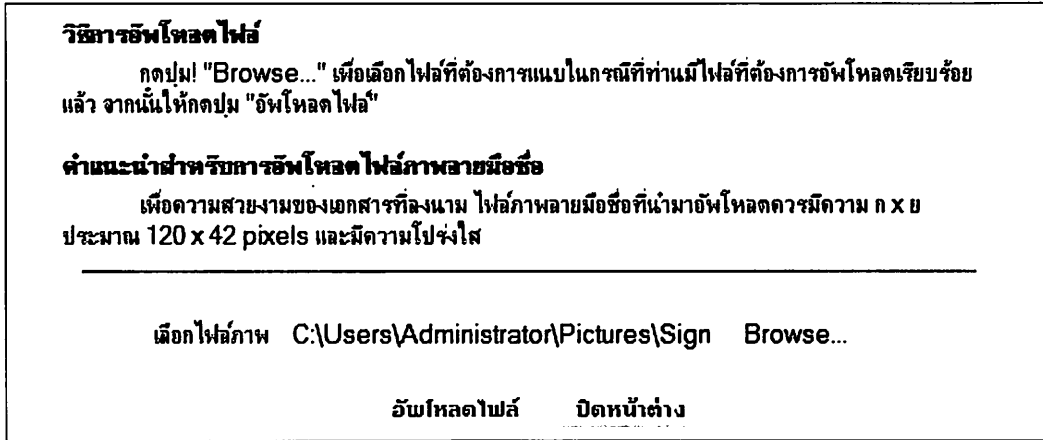 วิธีการอัพโหลดไฟล์
กดปุ่ม! "Browse..." เพื่อเลือกไฟล์ที่ต้องการแนบในกรณีที่ท่านมีไฟล์ที่ต้องการอัพโหลดเรียบร้อย
แล้ว จากนั้นให้กดปุ่ม "อัพโหลดไฟล์"
คำแนะนำสำหรับการอัพโหลดไฟล์ภาพลายมือชื่อ
เพื่อความสวยงามของเอกสารที่ลงนาม ไฟล์ภาพลายมือชื่อที่นำมาอัพโหลดควรมีความ ก x ย
ประมาณ 120 x 42 pixels และมีความโปร่งใส
เลือกไฟล์ภาพ C:\Users\Administrator\Pictures\Sign Browse...
อัพโหลดไฟล์ ปิดหน้าต่าง